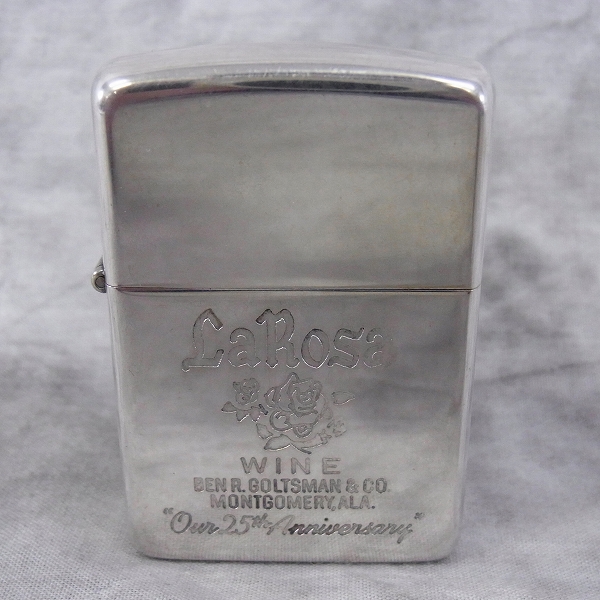 LaRosa
WINE
BEN R. GOLTSMAN & CO.
MONTGOMERY, ALA.
"Our 25th Anniversary"